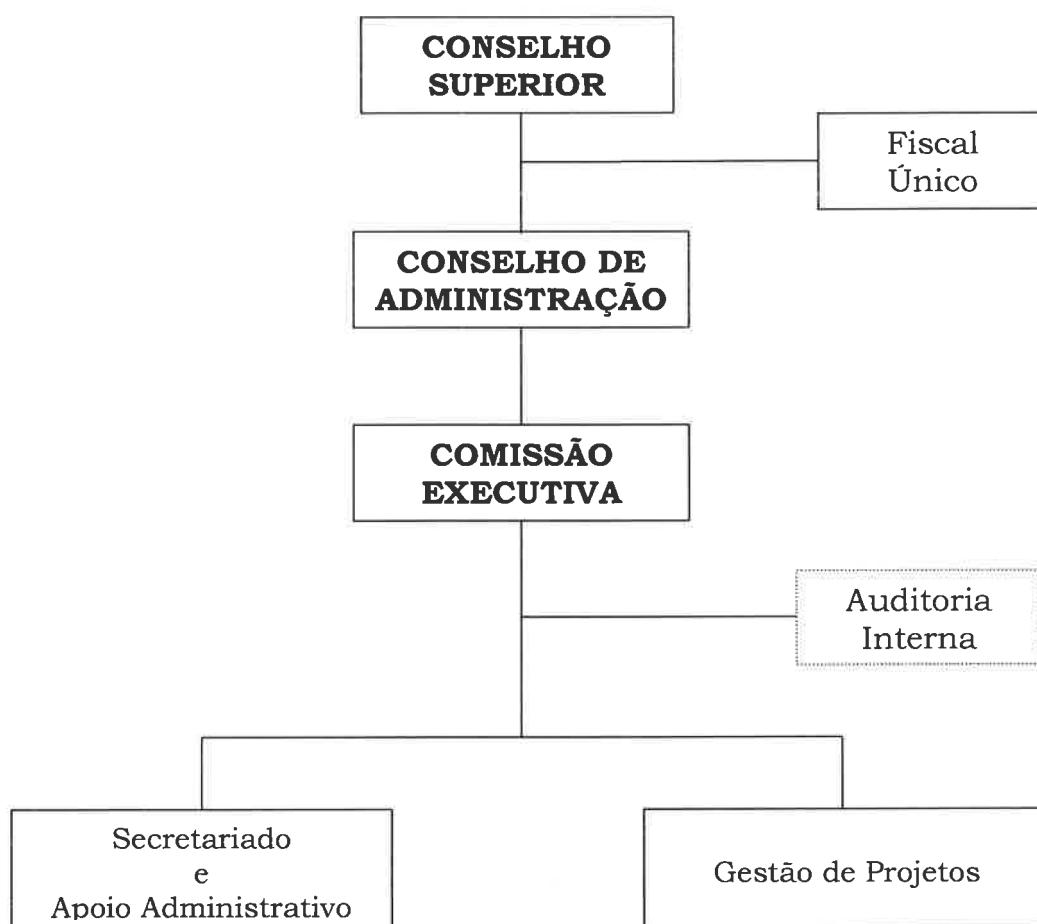 CONSELHO
SUPERIOR
Fiscal
Único
CONSELHO DE
ADMINISTRAÇÃO
COMISSÃO
EXECUTIVA
Auditoria
Interna
Secretariado
e
Apoio Administrativo
Gestão de Projetos